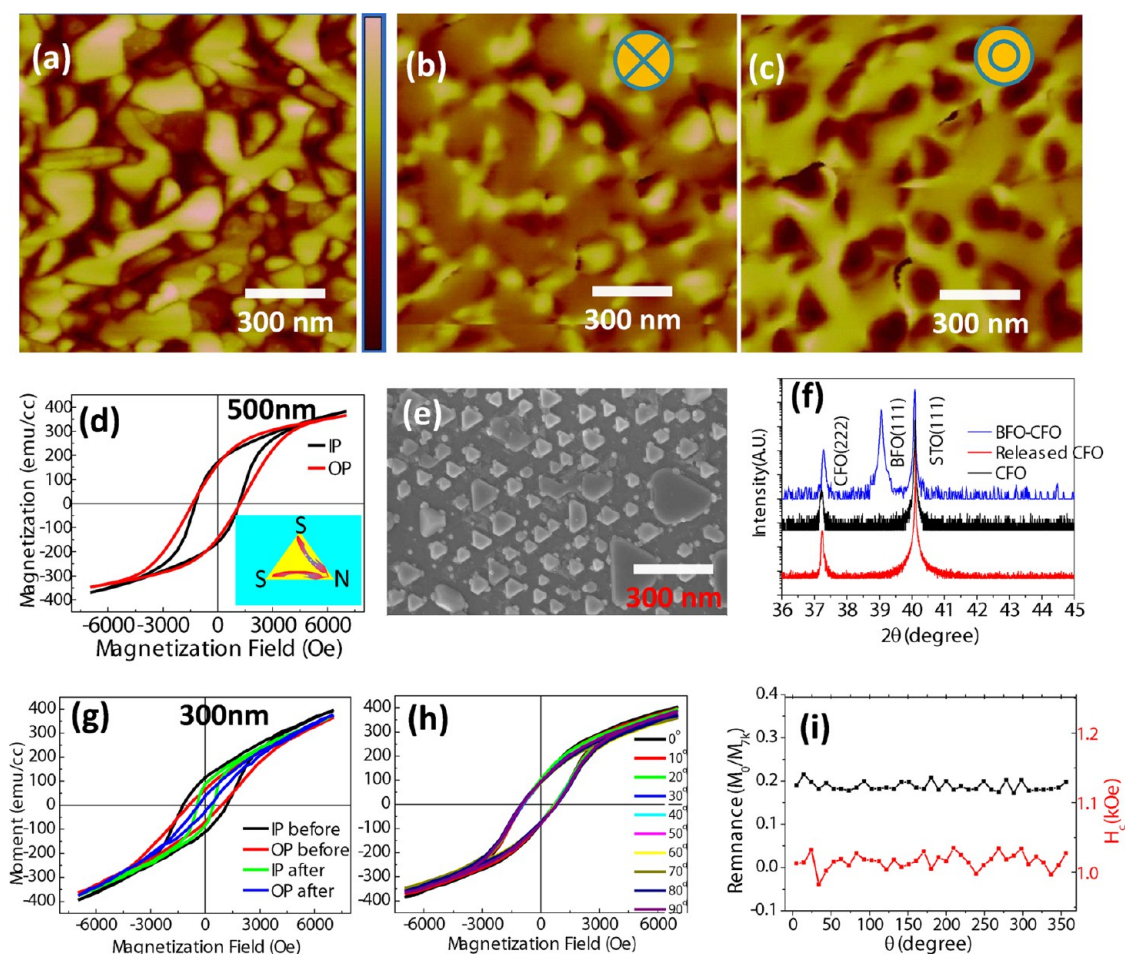 (a)
300 nm
(b)
300 nm
(c)
300 nm
(d)
500nm
IP
OP
Magnetization (emu/cc)
400
300
200
100
0
-100
-200
-300
-400
S
S
N
-6000 -3000 0 3000 6000
Magnetization Field (Oe)
(e)
300 nm
(f)
BFO-CFO
Released CFO
CFO
CFO(222)
BFO(111)
STO(111)
Intensity(A.U.)
36 37 38 39 40 41 42 43 44 45
2θ (degree)
(g)
300nm
IP before
OP before
IP after
OP after
Moment (emu/cc)
400
300
200
100
0
-100
-200
-300
-400
-6000 -3000 0 3000 6000
Magnetization Field (Oe)
(h)
400
300
200
100
0
-100
-200
-300
-400
0°
10°
20°
30°
40°
50°
60°
70°
80°
90°
-6000 -3000 0 3000 6000
Magnetization Field (Oe)
(i)
Remnance (M0/M7k)
0.4
0.3
0.2
0.1
0.0
-0.1
1.2
1.1
1.0
Hc(kOe)
0 50 100 150 200 250 300 350
θ (degree)